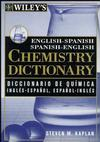 WILEY'S
ENGLISH-SPANISH
SPANISH-ENGLISH
CHEMISTRY
DICTIONARY
DICCIONARIO DE QUÍMICA
INGLÉS-ESPAÑOL, ESPAÑOL-INGLÉS
STEVEN M. KAPLAN